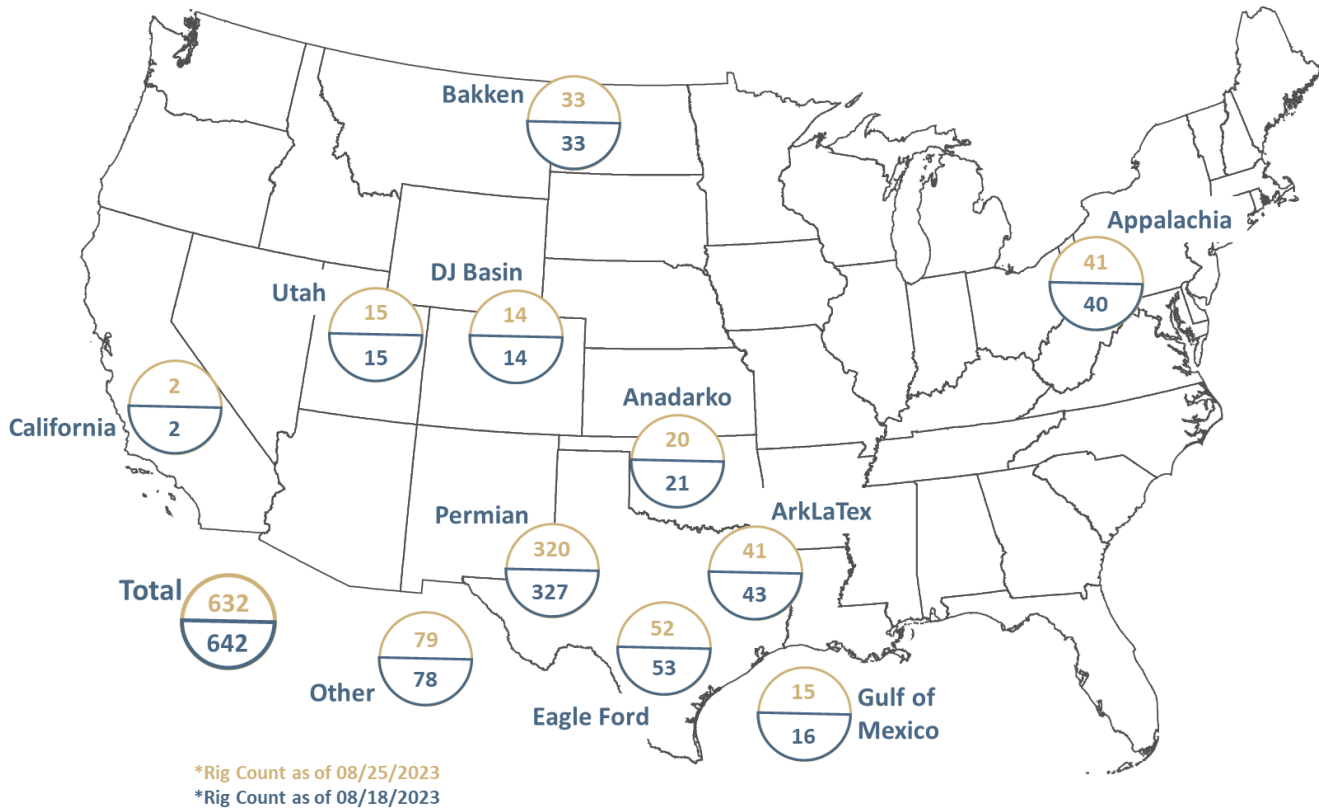 Bakken
33
33
Appalachia
41
40
DJ Basin
14
14
Utah
15
15
California
2
2
Anadarko
20
21
Permian
320
327
ArkLaTex
41
43
Total
632
642
Other
79
78
Eagle Ford
52
53
Gulf of
Mexico
15
16
*Rig Count as of 08/25/2023
*Rig Count as of 08/18/2023